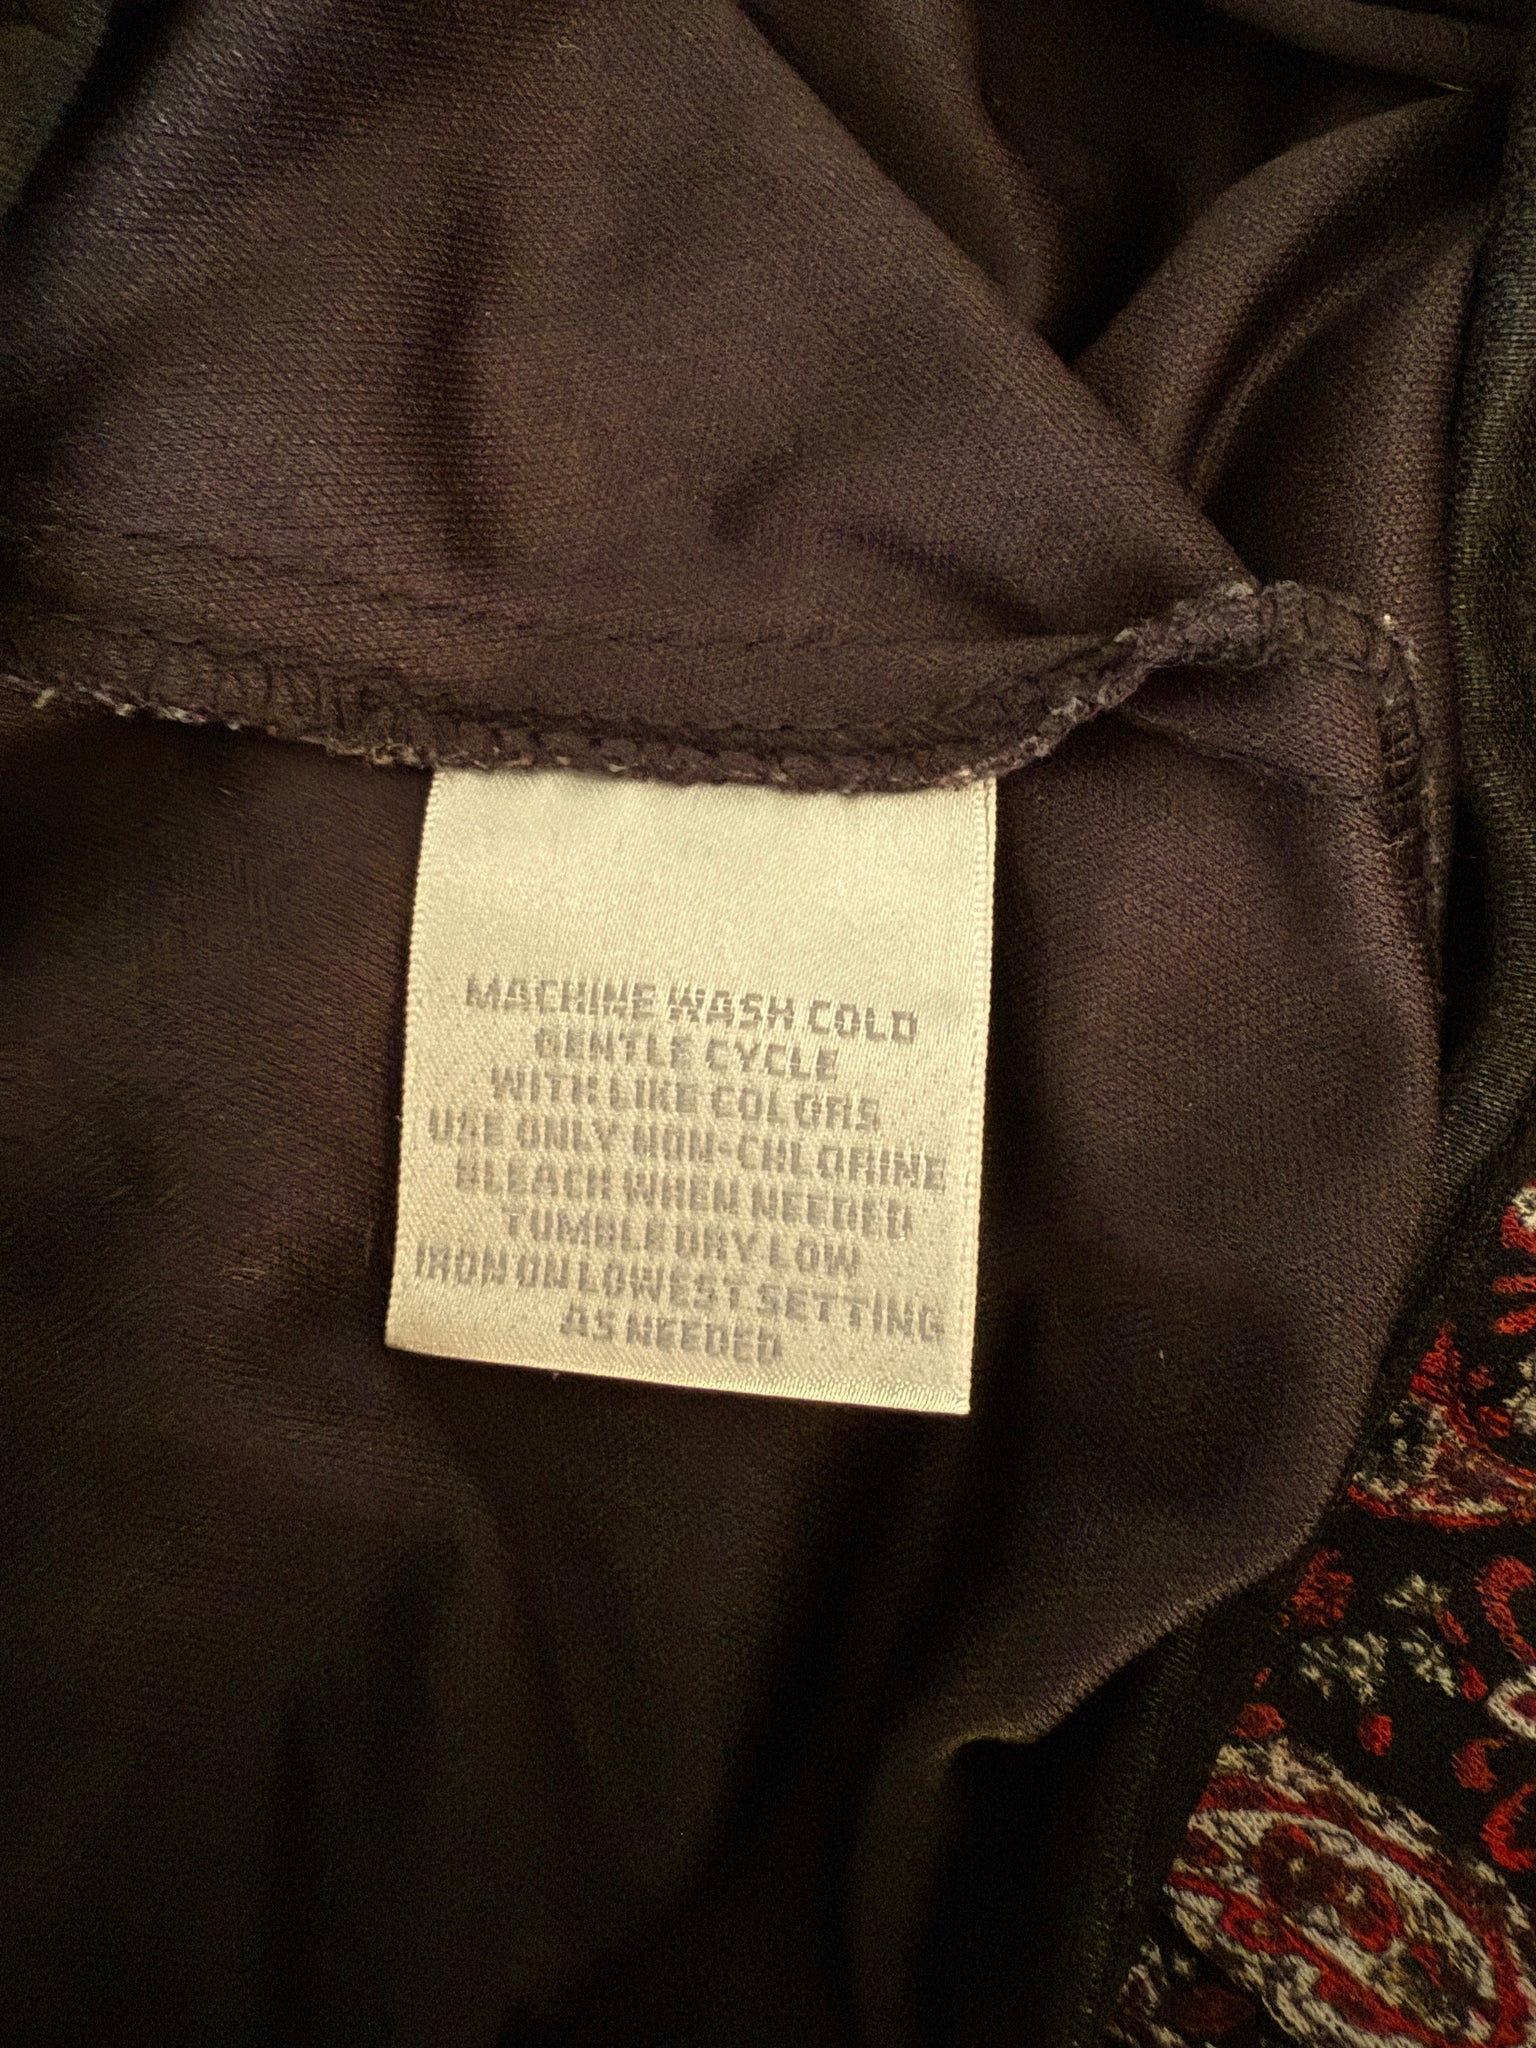 MACHINE WASH COLD
GENTLE CYCLE
WITH LIKE COLORS
USE ONLY NON-CHLORINE
BLEACH WHEN NEEDED
TUMBLE DRY LOW
IRON ON LOWEST SETTING
AS NEEDED